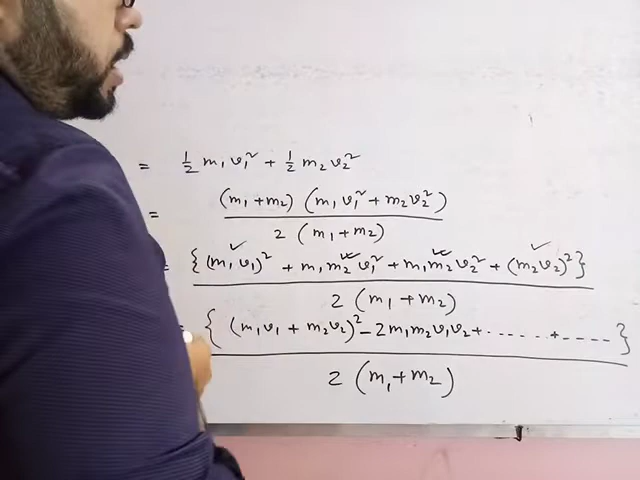 = 1/2 m₁v₁² + 1/2 m₂v₂²
= (m₁+m₂) (m₁v₁² + m₂v₂²)
2 (m₁+m₂)
= {(m₁v₁)² + m₁m₂v₁² + m₁m₂v₂² + (m₂v₂)²}
2 (m₁+m₂)
= { (m₁v₁ + m₂v₂)² - 2m₁m₂v₁v₂ + ...... + ..... }
2 (m₁+m₂)